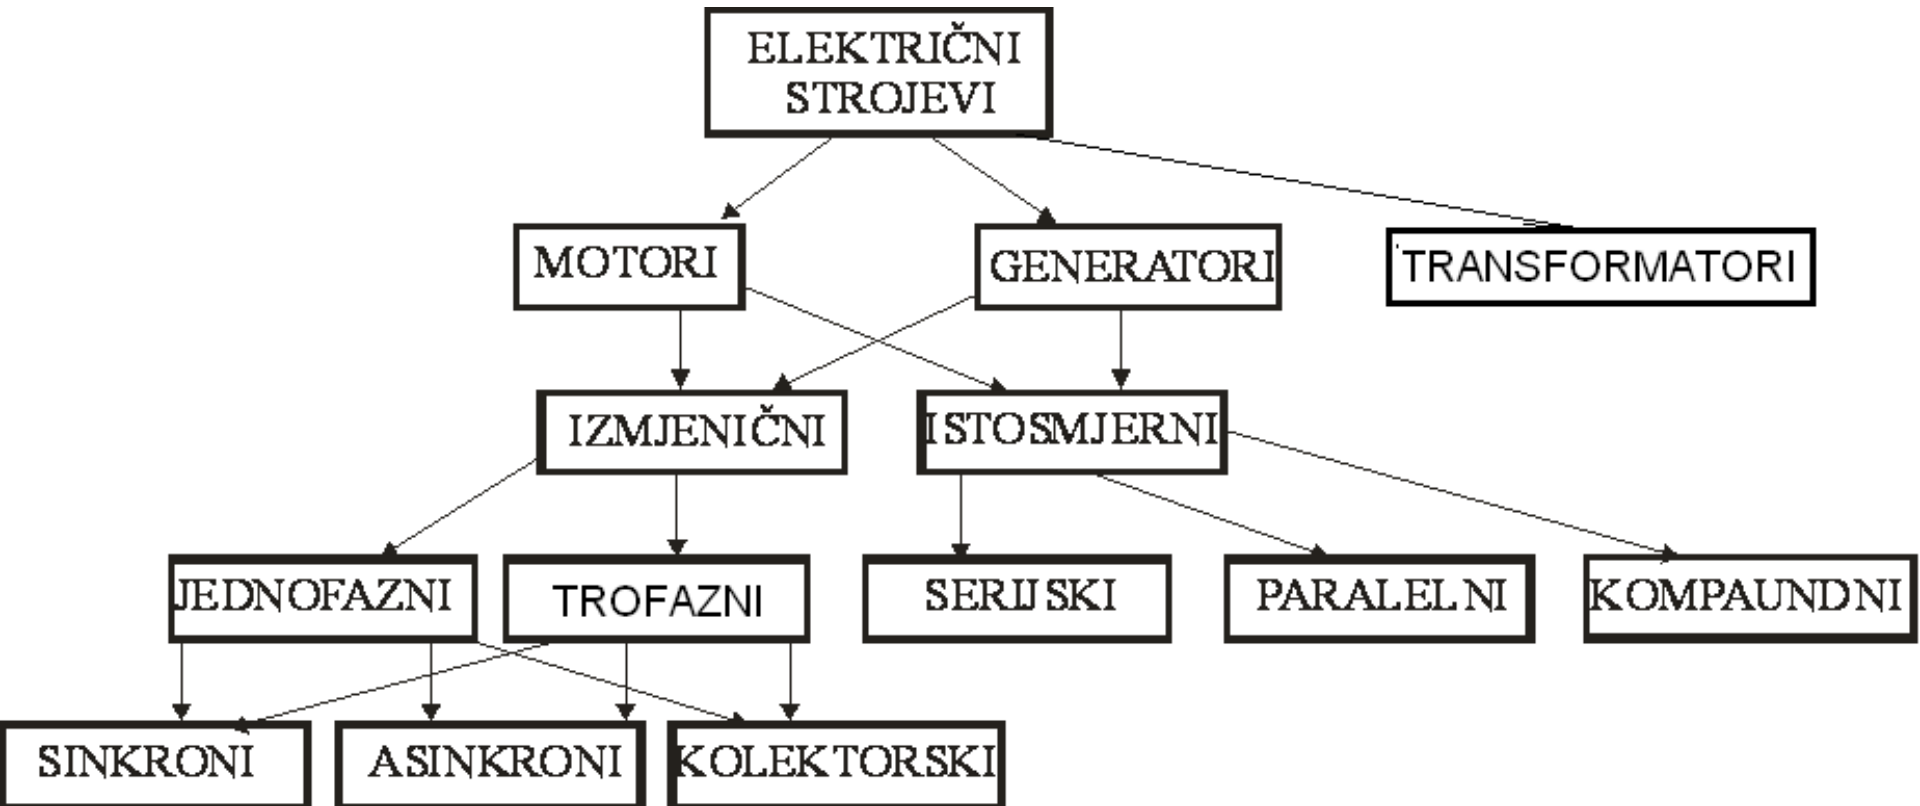 ELEKTRIČNI
STROJEVI
MOTORI
GENERATORI
TRANSFORMATORI
IZMJENIČNI
ISTOSMJERNI
JEDNOFAZNI
TROFAZNI
SERIJSKI
PARALELNI
KOMPAUNDNI
SINKRONI
ASINKRONI
KOLEKTORSKI